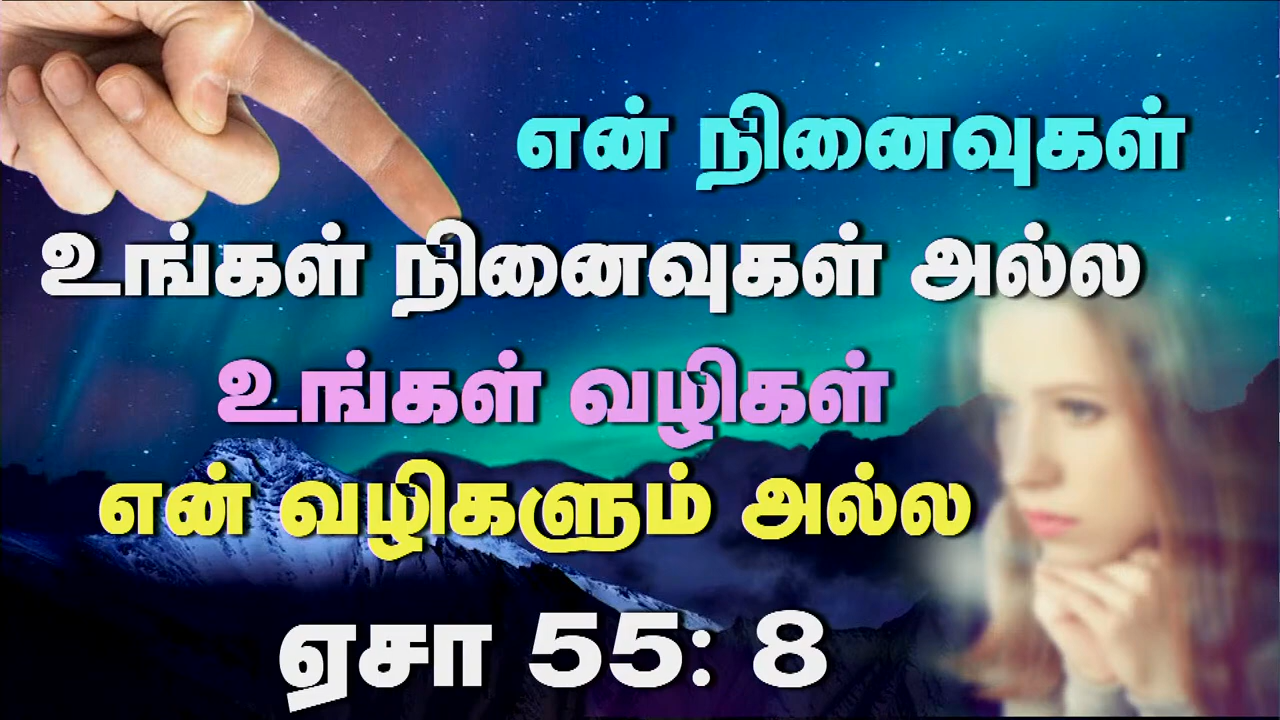 என் நினைவுகள்
உங்கள் நினைவுகள் அல்ல
உங்கள் வழிகள்
என் வழிகளும் அல்ல
ஏசா 55: 8